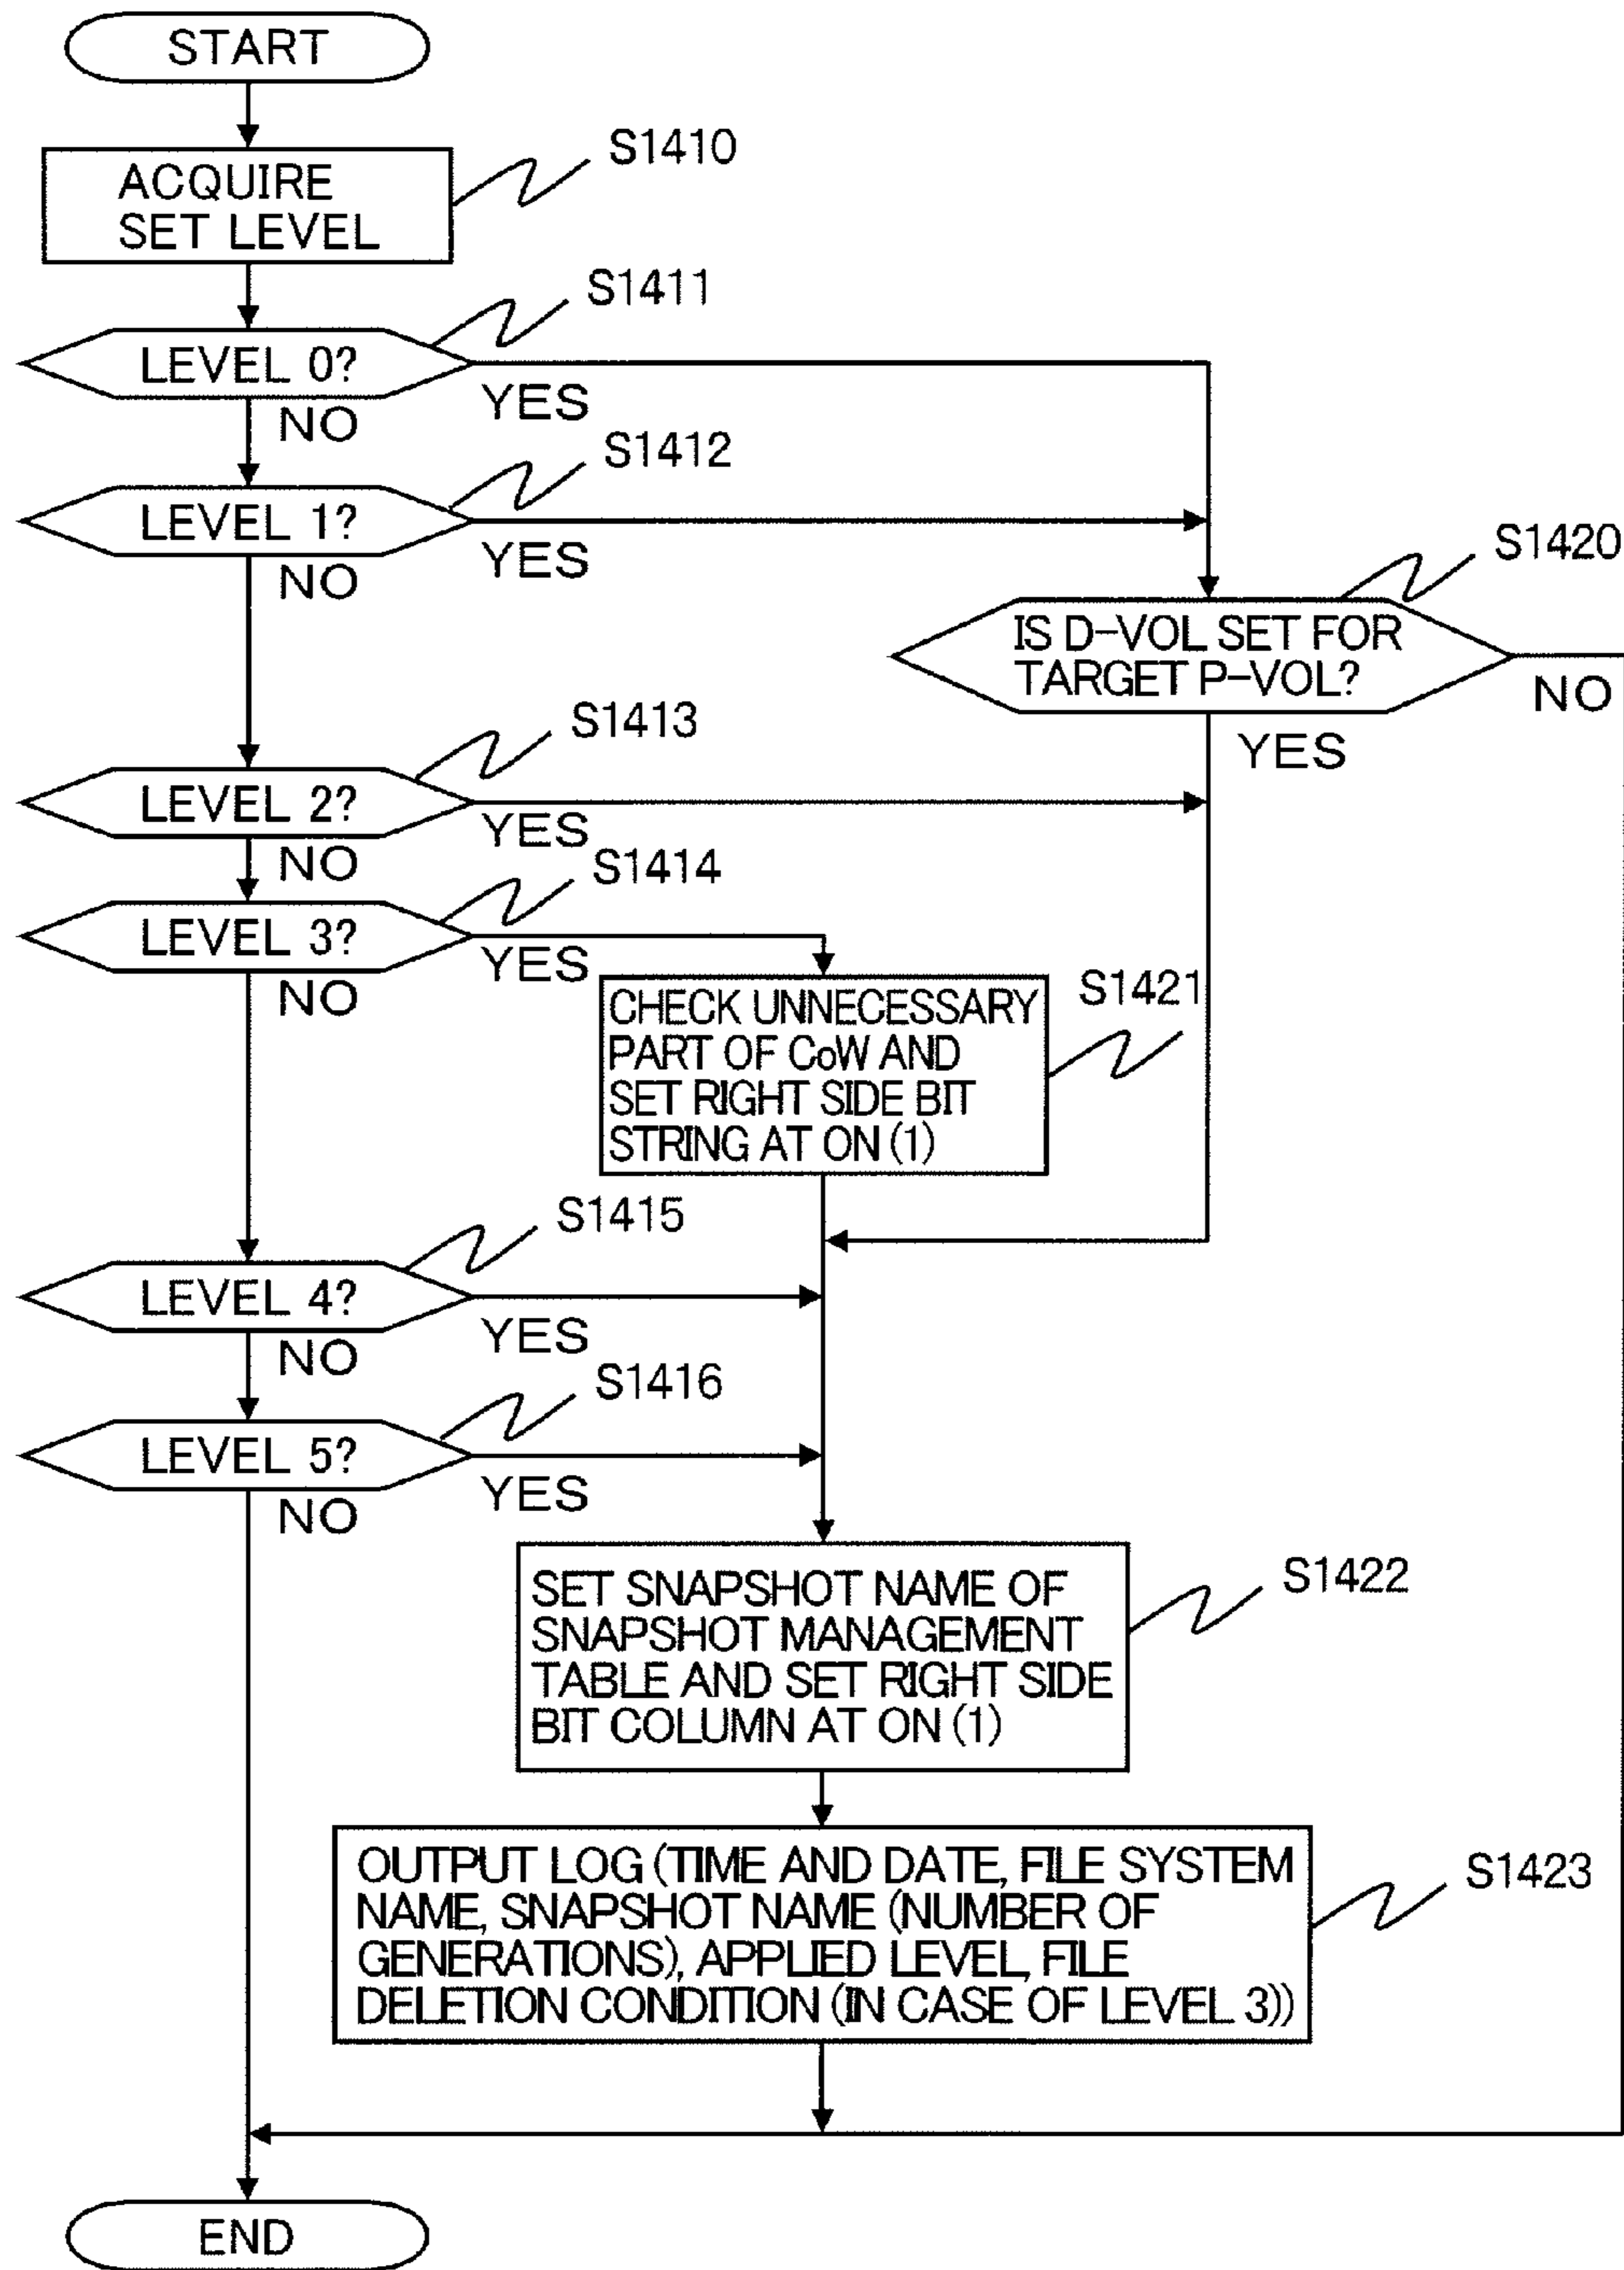 START
S1410
ACQUIRE
SET LEVEL
S1411
LEVEL 0?
YES
NO
S1412
LEVEL 1?
YES
NO
S1420
IS D-VOL SET FOR
TARGET P-VOL?
NO
YES
S1413
LEVEL 2?
YES
NO
S1414
LEVEL 3?
YES
NO
S1421
CHECK UNNECESSARY
PART OF CoW AND
SET RIGHT SIDE BIT
STRING AT ON (1)
S1415
LEVEL 4?
YES
NO
S1416
LEVEL 5?
YES
NO
S1422
SET SNAPSHOT NAME OF
SNAPSHOT MANAGEMENT
TABLE AND SET RIGHT SIDE
BIT COLUMN AT ON (1)
S1423
OUTPUT LOG (TIME AND DATE, FILE SYSTEM
NAME, SNAPSHOT NAME (NUMBER OF
GENERATIONS), APPLIED LEVEL, FILE
DELETION CONDITION (IN CASE OF LEVEL 3))
END